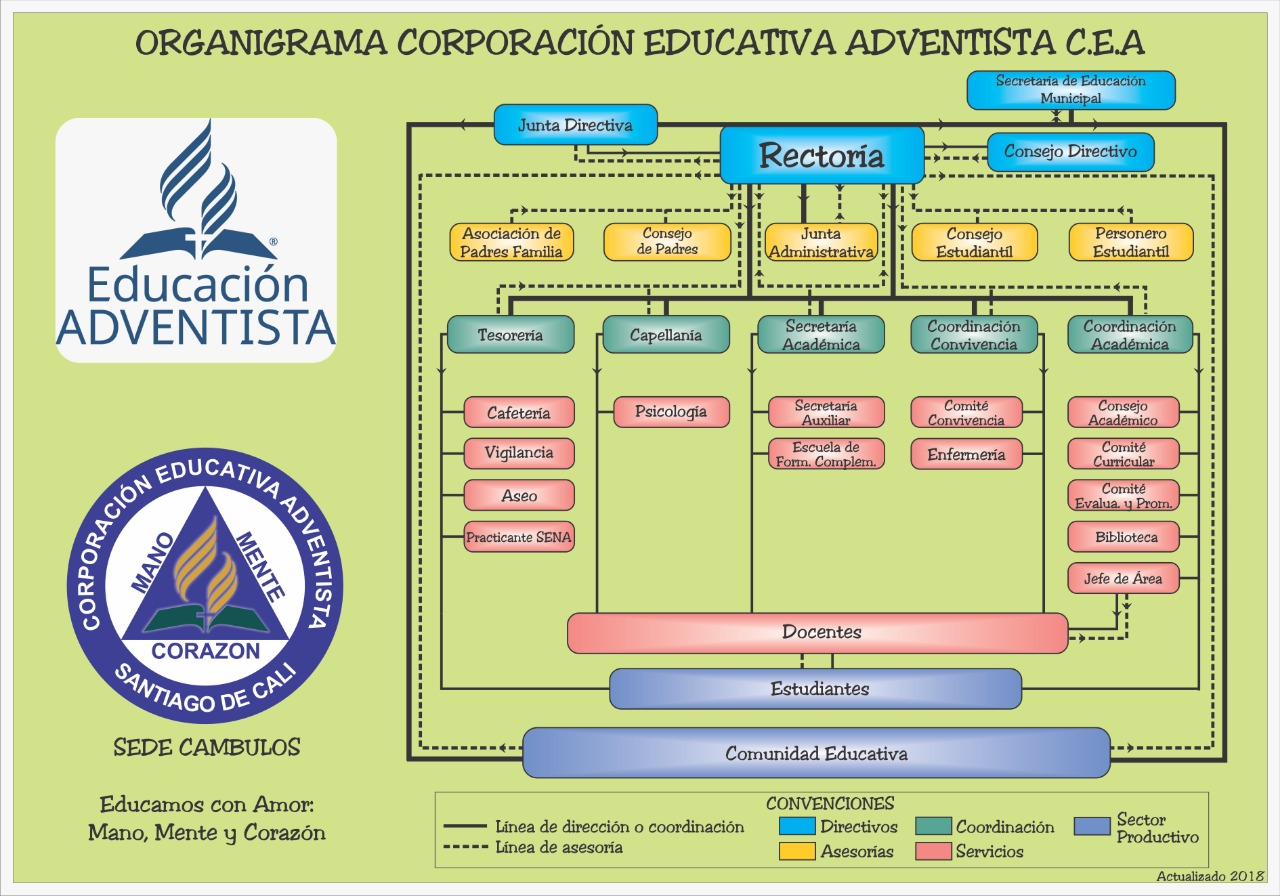 ORGANIGRAMA CORPORACIÓN EDUCATIVA ADVENTISTA C.E.A
Secretaría de Educación
Municipal
Junta Directiva
Rectoría
Consejo Directivo
Asociación de
Padres Familia
Consejo
de Padres
Junta
Administrativa
Consejo
Estudiantíl
Personero
Estudiantíl
Educación
ADVENTISTA
®
Tesorería
Capellanía
Secretaría
Académica
Coordinación
Convivencia
Coordinación
Académica
Cafetería
Vigilancia
Aseo
Practicante SENA
Psicología
Secretaría
Auxiliar
Escuela de
Form. Complem.
Comité
Convivencia
Enfermería
Consejo
Académico
Comité
Curricular
Comité
Evalua. y Prom.
Biblioteca
Jefe de Área
Docentes
Estudiantes
Comunidad Educativa
CORPORACIÓN EDUCATIVA ADVENTISTA
MANO
MENTE
CORAZON
SANTIAGO DE CALI
SEDE CAMBULOS
Educamos con Amor:
Mano, Mente y Corazón
CONVENCIONES
Línea de dirección o coordinación
Línea de asesoría
Directivos
Asesorías
Coordinación
Servicios
Sector
Productivo
Actualizado 2018